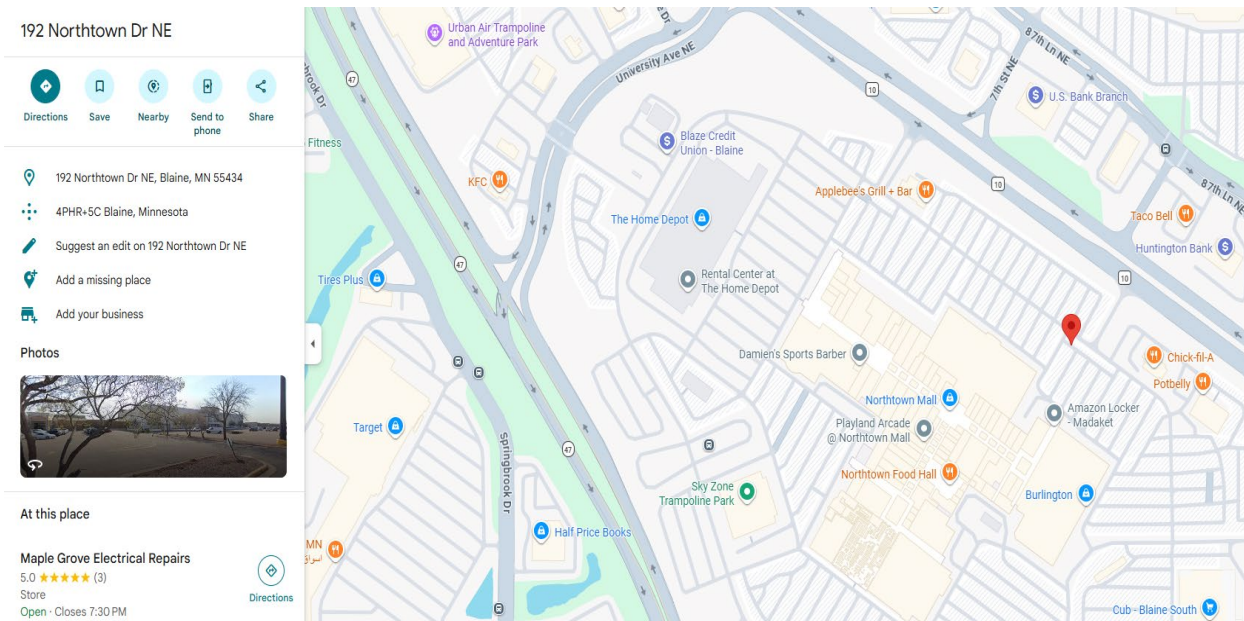 192 Northtown Dr NE
Directions
Save
Nearby
Send to
phone
Share
192 Northtown Dr NE, Blaine, MN 55434
4PHR+5C Blaine, Minnesota
Suggest an edit on 192 Northtown Dr NE
Add a missing place
Add your business
Photos
At this place
Maple Grove Electrical Repairs
5.0 ★★★★★ (3)
Store
Open · Closes 7:30 PM
Directions
Urban Air Trampoline
and Adventure Park
University Ave NE
47
10
87th Ln NE
7th St NE
U.S. Bank Branch
Fitness
Blaze Credit
Union - Blaine
KFC
Applebee's Grill + Bar
10
87th Ln NE
Taco Bell
The Home Depot
Huntington Bank
47
Tires Plus
Rental Center at
The Home Depot
10
Damien's Sports Barber
Chick-fil-A
Potbelly
Northtown Mall
Amazon Locker
- Madaket
Target
Playland Arcade
@ Northtown Mall
47
Springbrook Dr
Northtown Food Hall
Sky Zone
Trampoline Park
Burlington
Half Price Books
MN
Cub - Blaine South